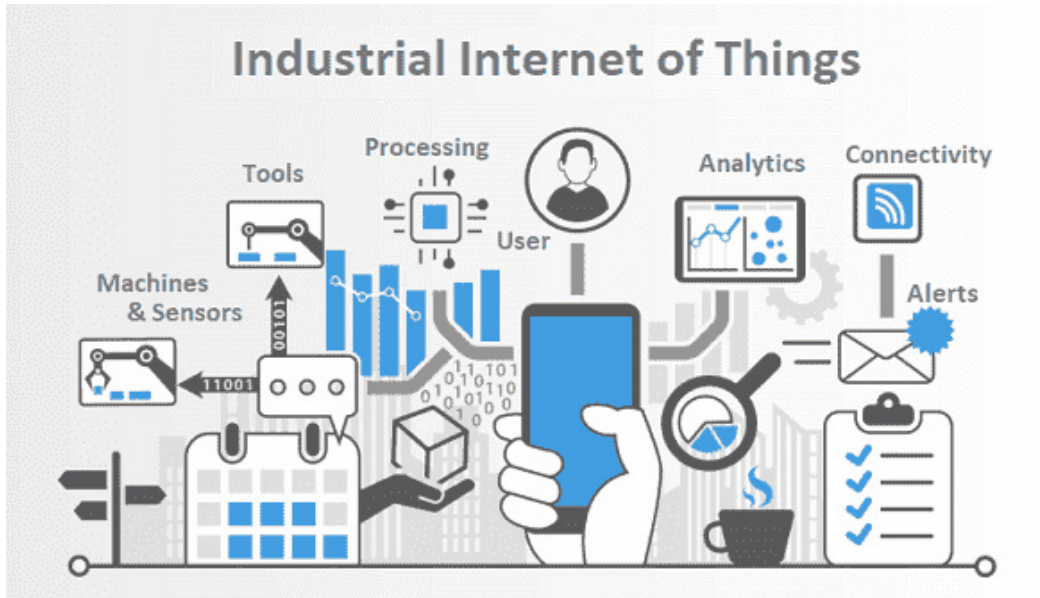 Industrial Internet of Things
Processing
Tools
Analytics
Connectivity
User
Machines
& Sensors
Alerts
10100
11001